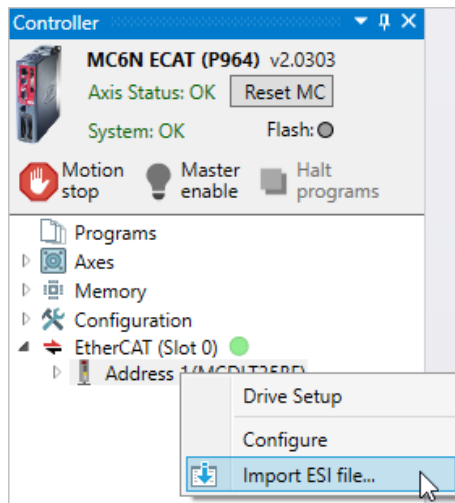 Controller
MC6N ECAT (P964) v2.0303
Axis Status: OK Reset MC
System: OK Flash:
Motion stop
Master enable
Halt programs
Programs
Axes
Memory
Configuration
EtherCAT (Slot 0)
Address
Drive Setup
Configure
Import ESI file...